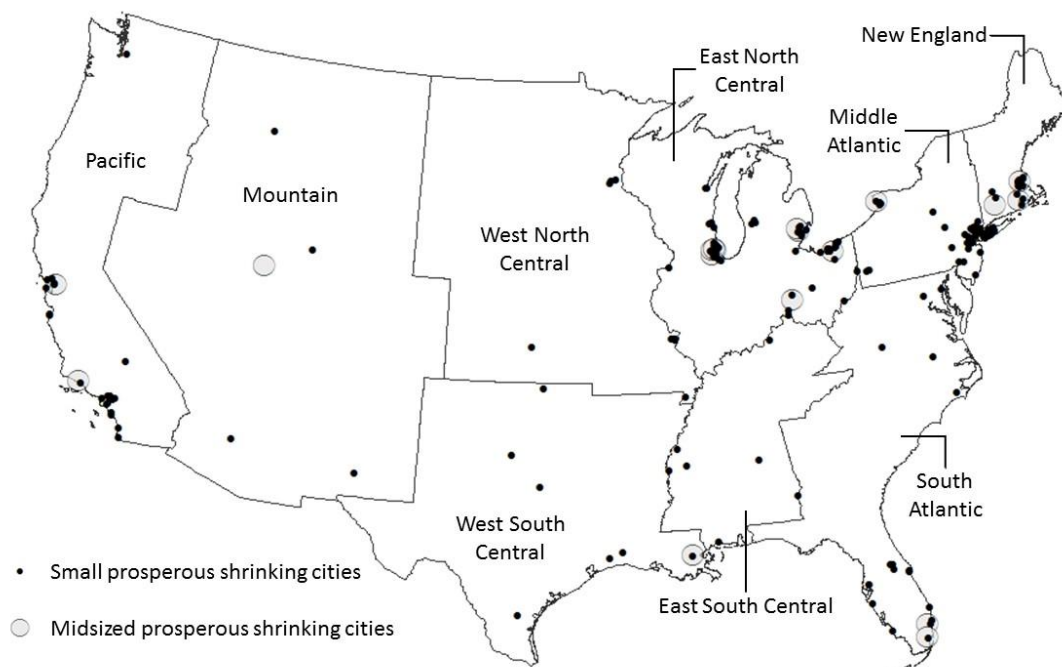 New England
East North
Central
Middle
Atlantic
Pacific
Mountain
West North
Central
South
Atlantic
West South
Central
Small prosperous shrinking cities
East South Central
Midsized prosperous shrinking cities